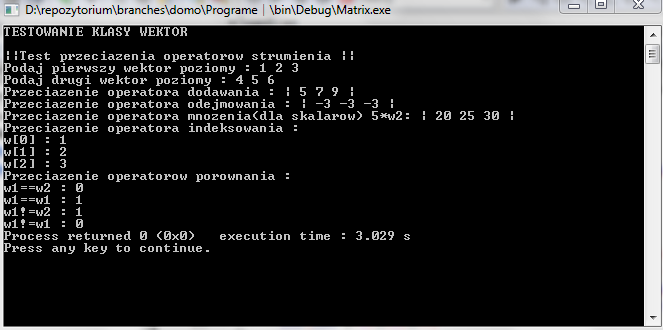 D:\repozytorium\branches\domo\Programe | \bin\Debug\Matrix.exe
TESTOWANIE KLASY WEKTOR
¦¦Test przeciazenia operatorow strumienia ¦¦
Podaj pierwszy wektor poziomy : 1 2 3
Podaj drugi wektor poziomy : 4 5 6
Przeciazenie operatora dodawania : ¦ 5 7 9 ¦
Przeciazenie operatora odejmowania : ¦ -3 -3 -3 ¦
Przeciazenie operatora mnozenia(dla skalarow) 5*w2: ¦ 20 25 30 ¦
Przeciazenie operatora indeksowania :
w[0] : 1
w[1] : 2
w[2] : 3
Przeciazenie operatorow porownania :
w1==w2 : 0
w1==w1 : 1
w1!=w2 : 1
w1!=w1 : 0
Process returned 0 (0x0)   execution time : 3.029 s
Press any key to continue.